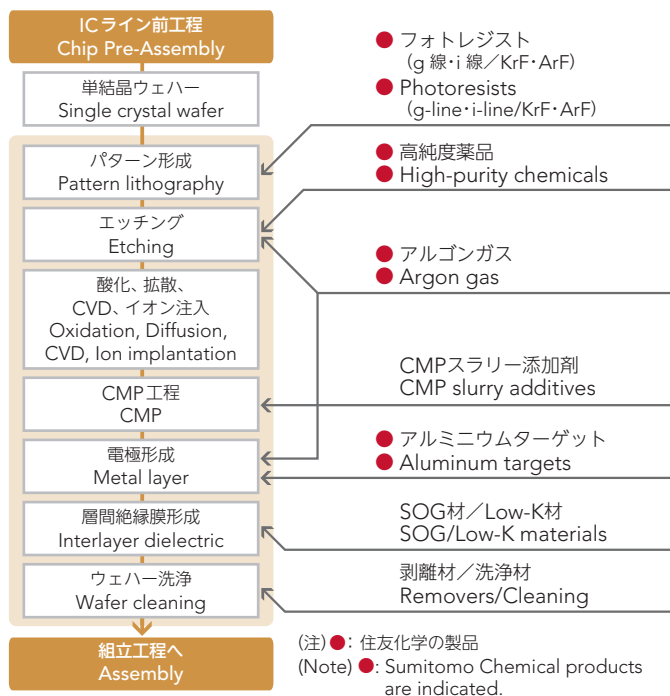 ICライン前工程
Chip Pre-Assembly
単結晶ウェハー
Single crystal wafer
パターン形成
Pattern lithography
エッチング
Etching
酸化、拡散、
CVD、イオン注入
Oxidation, Diffusion,
CVD, Ion implantation
CMP工程
CMP
電極形成
Metal layer
層間絶縁膜形成
Interlayer dielectric
ウェハー洗浄
Wafer cleaning
組立工程へ
Assembly
● フォトレジスト
(g 線・i 線／KrF・ArF)
● Photoresists
(g-line・i-line/KrF・ArF)
● 高純度薬品
● High-purity chemicals
● アルゴンガス
● Argon gas
CMPスラリー添加剤
CMP slurry additives
● アルミニウムターゲット
● Aluminum targets
SOG材／Low-K材
SOG/Low-K materials
剥離材／洗浄材
Removers/Cleaning
(注) ●： 住友化学の製品
(Note) ●: Sumitomo Chemical products
are indicated.